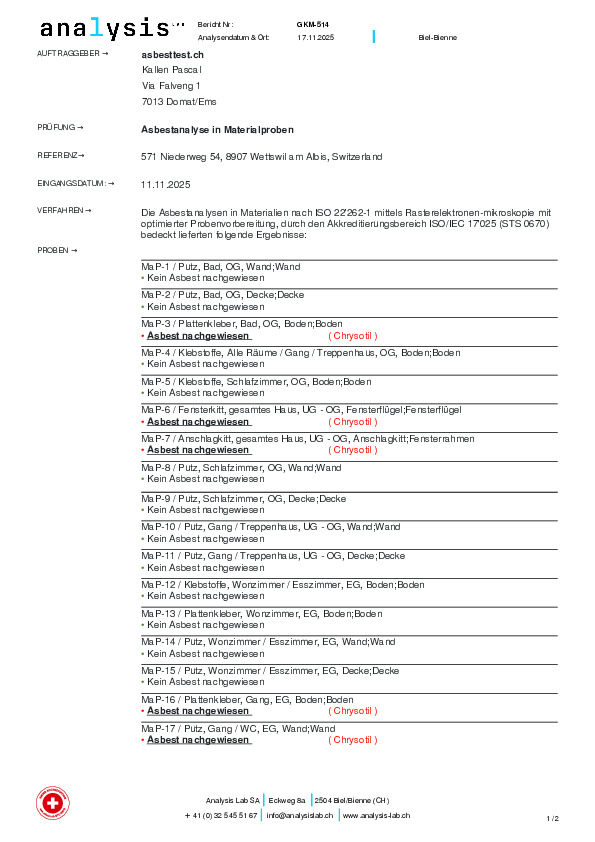 analysis
Bericht Nr: GKM-514
Analysendatum & Ort: 17.11.2025 Biel-Bienne
AUFTRAGGEBER → asbesttest.ch
Kallen Pascal
Via Falveng 1
7013 Domat/Ems
PRÜFUNG → Asbestanalyse in Materialproben
REFERENZ → 571 Niederweg 54, 8907 Wettswil am Albis, Switzerland
EINGANGSDATUM: → 11.11.2025
VERFAHREN → Die Asbestanalysen in Materialien nach ISO 22'262-1 mittels Rasterelektronen-mikroskopie mit
optimierter Probenvorbereitung, durch den Akkreditierungsbereich ISO/IEC 17'025 (STS 0670)
bedeckt lieferten folgende Ergebnisse:
PROBEN →
MaP-1 / Putz, Bad, OG, Wand;Wand
• Kein Asbest nachgewiesen
MaP-2 / Putz, Bad, OG, Decke;Decke
• Kein Asbest nachgewiesen
MaP-3 / Plattenkleber, Bad, OG, Boden;Boden
• Asbest nachgewiesen ( Chrysotil )
MaP-4 / Klebstoffe, Alle Räume / Gang / Treppenhaus, OG, Boden;Boden
• Kein Asbest nachgewiesen
MaP-5 / Klebstoffe, Schlafzimmer, OG, Boden;Boden
• Kein Asbest nachgewiesen
MaP-6 / Fensterkitt, gesamtes Haus, UG - OG, Fensterflügel;Fensterflügel
• Asbest nachgewiesen ( Chrysotil )
MaP-7 / Anschlagkitt, gesamtes Haus, UG - OG, Anschlagkitt;Fensterrahmen
• Asbest nachgewiesen ( Chrysotil )
MaP-8 / Putz, Schlafzimmer, OG, Wand;Wand
• Kein Asbest nachgewiesen
MaP-9 / Putz, Schlafzimmer, OG, Decke;Decke
• Kein Asbest nachgewiesen
MaP-10 / Putz, Gang / Treppenhaus, UG - OG, Wand;Wand
• Kein Asbest nachgewiesen
MaP-11 / Putz, Gang / Treppenhaus, UG - OG, Decke;Decke
• Kein Asbest nachgewiesen
MaP-12 / Klebstoffe, Wonzimmer / Esszimmer, EG, Boden;Boden
• Kein Asbest nachgewiesen
MaP-13 / Plattenkleber, Wonzimmer, EG, Boden;Boden
• Kein Asbest nachgewiesen
MaP-14 / Putz, Wonzimmer / Esszimmer, EG, Wand;Wand
• Kein Asbest nachgewiesen
MaP-15 / Putz, Wonzimmer / Esszimmer, EG, Decke;Decke
• Kein Asbest nachgewiesen
MaP-16 / Plattenkleber, Gang, EG, Boden;Boden
• Asbest nachgewiesen ( Chrysotil )
MaP-17 / Putz, Gang / WC, EG, Wand;Wand
• Asbest nachgewiesen ( Chrysotil )
Analysis Lab SA | Eckweg 8a | 2504 Biel/Bienne (CH)
+ 41 (0) 32 545 51 67 | info@analysislab.ch | www.analysis-lab.ch
1 / 2